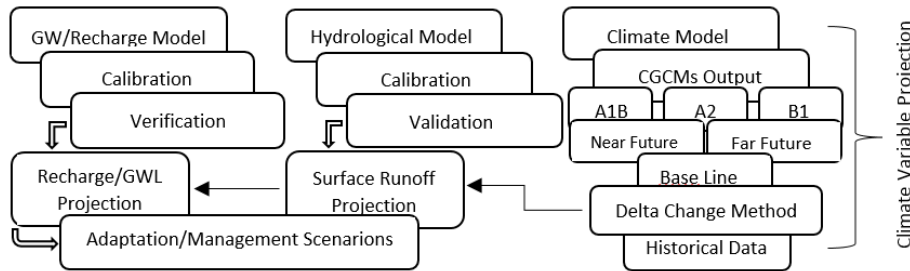 GW/Recharge Model
Calibration
Verification
Recharge/GWL
Projection
Adaptation/Management Scenarions
Hydrological Model
Calibration
Validation
Surface Runoff
Projection
Climate Model
CGCMs Output
A1B A2 B1
Near Future Far Future
Base Line
Delta Change Method
Historical Data
Climate Variable Projection